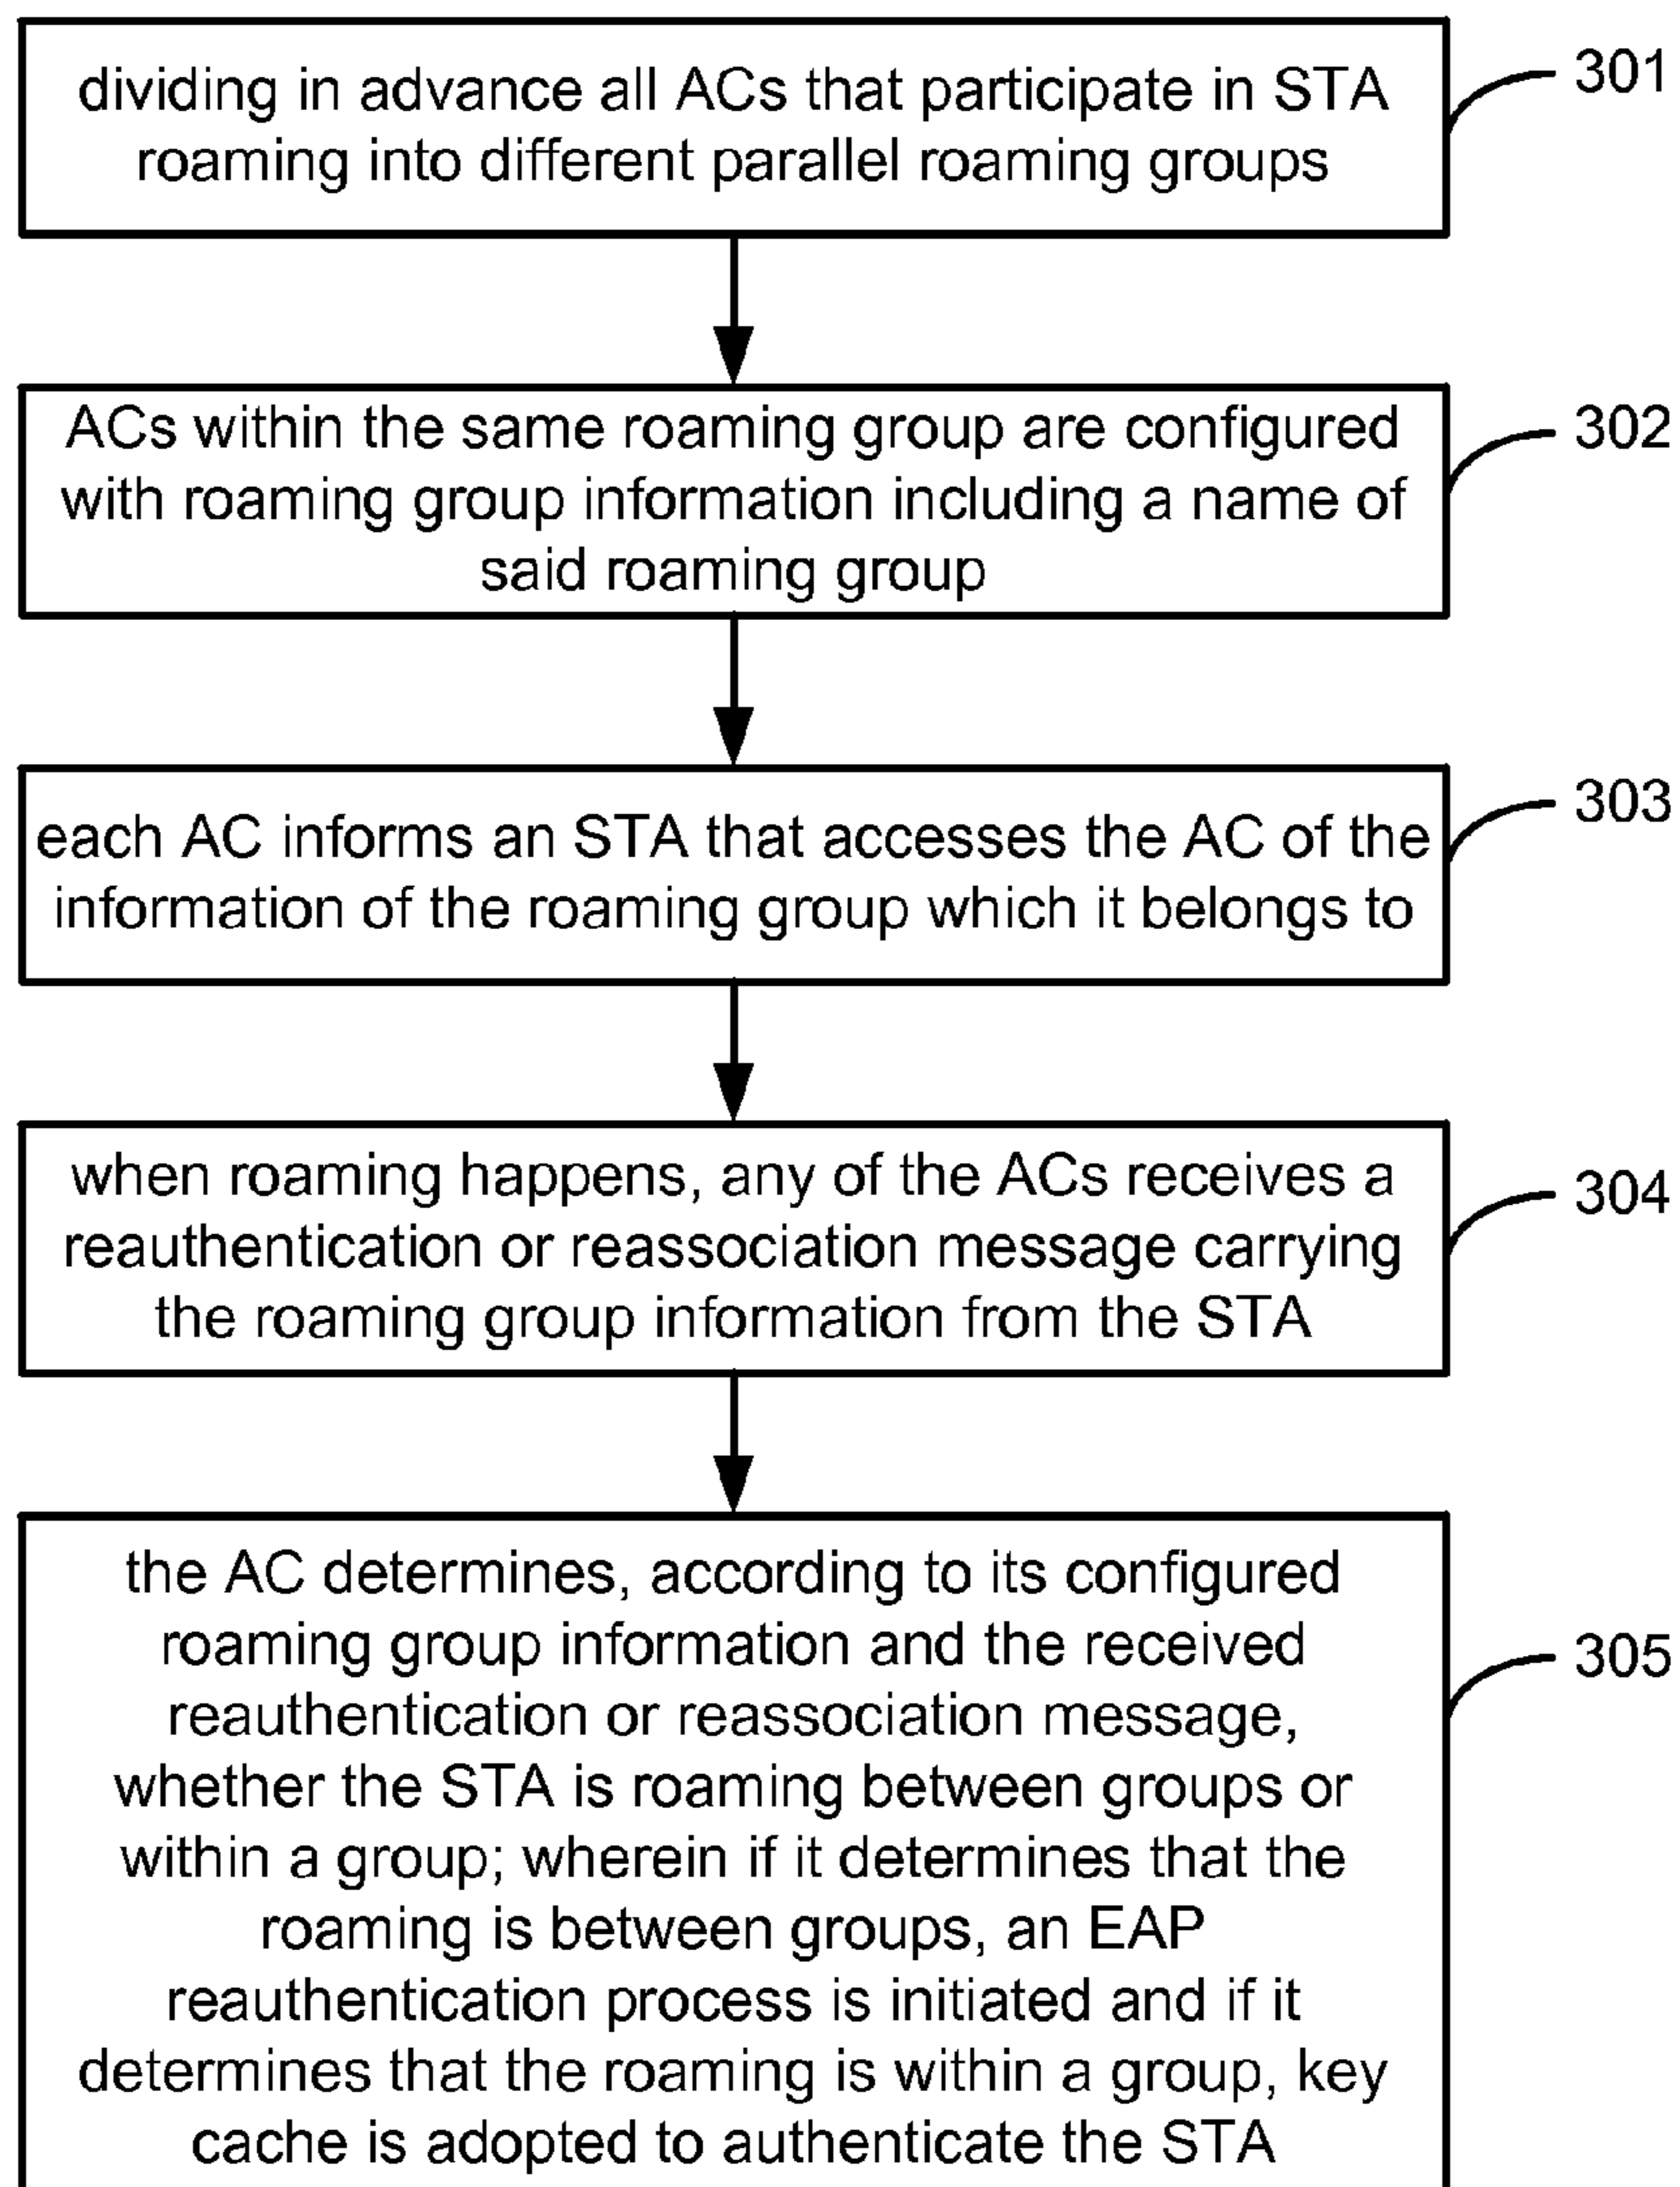 dividing in advance all ACs that participate in STA
roaming into different parallel roaming groups
301
ACs within the same roaming group are configured
with roaming group information including a name of
said roaming group
302
each AC informs an STA that accesses the AC of the
information of the roaming group which it belongs to
303
when roaming happens, any of the ACs receives a
reauthentication or reassociation message carrying
the roaming group information from the STA
304
the AC determines, according to its configured
roaming group information and the received
reauthentication or reassociation message,
whether the STA is roaming between groups or
within a group; wherein if it determines that the
roaming is between groups, an EAP
reauthentication process is initiated and if it
determines that the roaming is within a group, key
cache is adopted to authenticate the STA
305